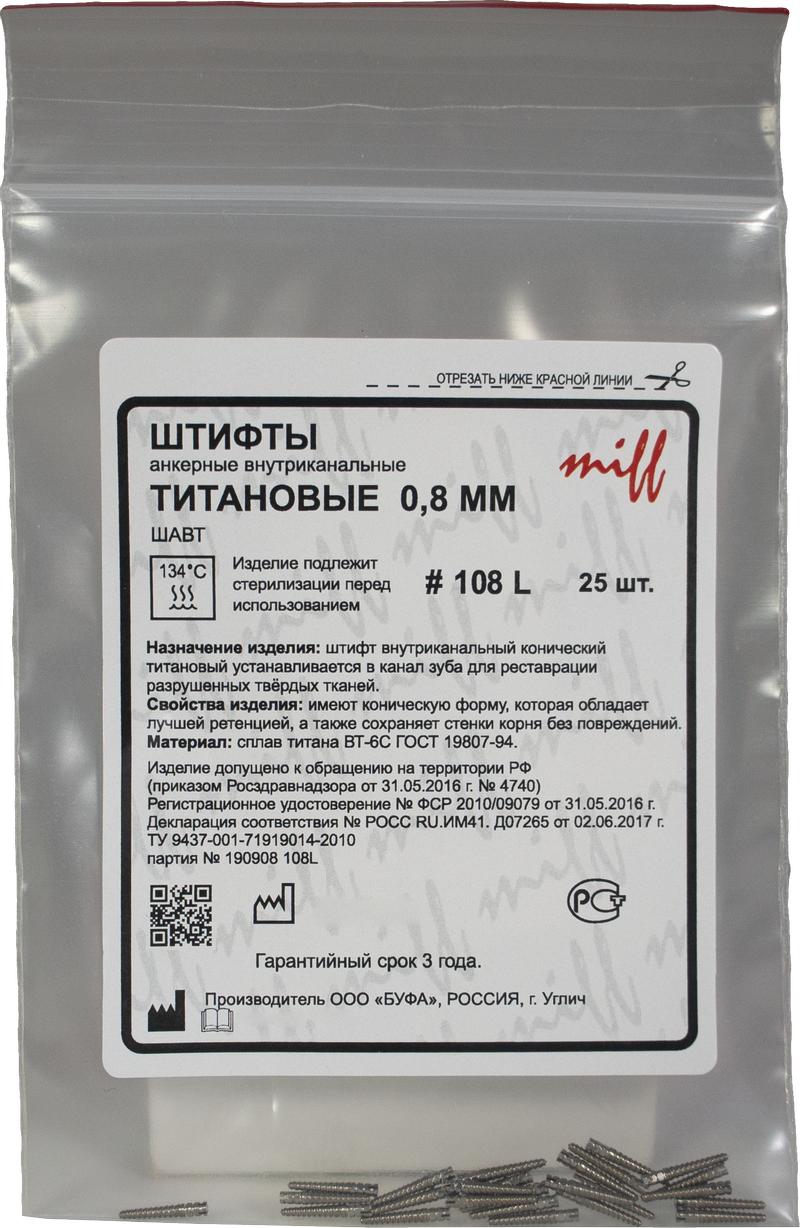 ОТРЕЗАТЬ НИЖЕ КРАСНОЙ ЛИНИИ
ШТИФТЫ
анкерные внутриканальные
miff
ТИТАНОВЫЕ 0,8 ММ
ШАВТ
134°C
Изделие подлежит
стерилизации перед
использованием
# 108 L
25 шт.
Назначение изделия: штифт внутриканальный конический
титановый устанавливается в канал зуба для реставрации
разрушенных твёрдых тканей.
Свойства изделия: имеют коническую форму, которая обладает
лучшей ретенцией, а также сохраняет стенки корня без повреждений.
Материал: сплав титана ВТ-6С ГОСТ 19807-94.
Изделие допущено к обращению на территории РФ
(приказом Росздравнадзора от 31.05.2016 г. № 4740)
Регистрационное удостоверение № ФСР 2010/09079 от 31.05.2016 г.
Декларация соответствия № РОСС RU.ИМ41. Д07265 от 02.06.2017 г.
ТУ 9437-001-71919014-2010
партия № 190908 108L
РСТ
Гарантийный срок 3 года.
Производитель ООО «БУФА», РОССИЯ, г. Углич